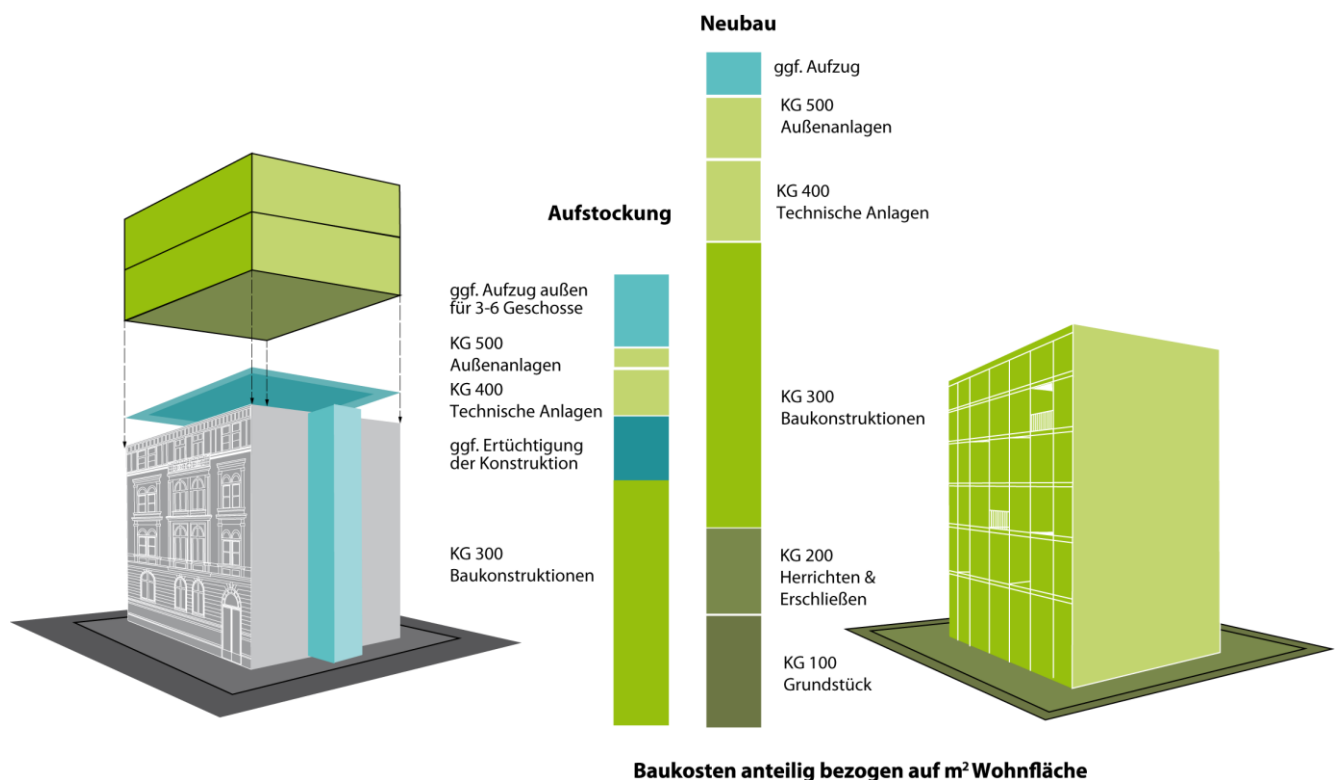 Neubau
ggf. Aufzug
KG 500
Außenanlagen
KG 400
Technische Anlagen
KG 300
Baukonstruktionen
KG 200
Herrichten &
Erschließen
KG 100
Grundstück
Aufstockung
ggf. Aufzug außen
für 3-6 Geschosse
KG 500
Außenanlagen
KG 400
Technische Anlagen
ggf. Ertüchtigung
der Konstruktion
KG 300
Baukonstruktionen
Baukosten anteilig bezogen auf m² Wohnfläche